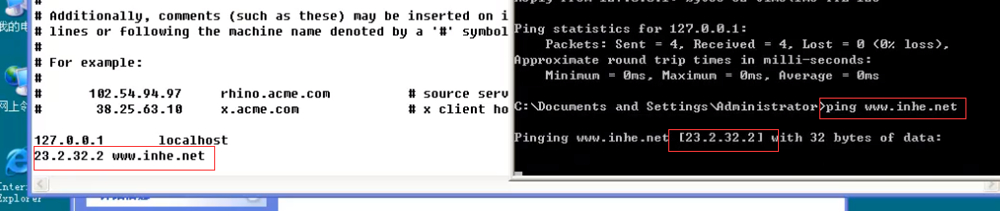 我的电
网上邻
Inter
Explorer
#
# Additionally, comments (such as these) may be inserted on i
# lines or following the machine name denoted by a '#' symbol
#
# For example:
#
# 102.54.94.97 rhino.acme.com # source serv
# 38.25.63.10 x.acme.com # x client ho
127.0.0.1 localhost
23.2.32.2 www.inhe.net
Ping statistics for 127.0.0.1:
Packets: Sent = 4, Received = 4, Lost = 0 (0% loss),
Approximate round trip times in milli-seconds:
Minimum = 0ms, Maximum = 0ms, Average = 0ms
C:\Documents and Settings\Administrator>ping www.inhe.net
Pinging www.inhe.net [23.2.32.2] with 32 bytes of data: